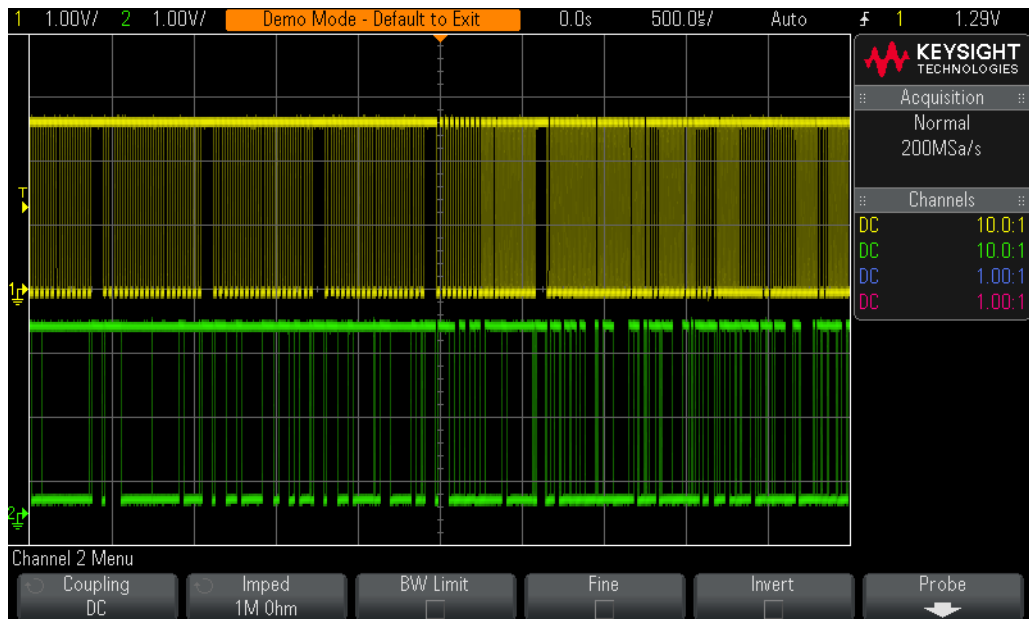 1 1.00V/ 2 1.00V/ Demo Mode - Default to Exit 0.0s 500.0㎲/ Auto 1 1.29V
KEYSIGHT
TECHNOLOGIES
Acquisition
Normal
200MSa/s
Channels
DC 10.0:1
DC 10.0:1
DC 1.00:1
DC 1.00:1
T
1
2
Channel 2 Menu
Coupling Imped BW Limit Fine Invert Probe
DC 1M Ohm